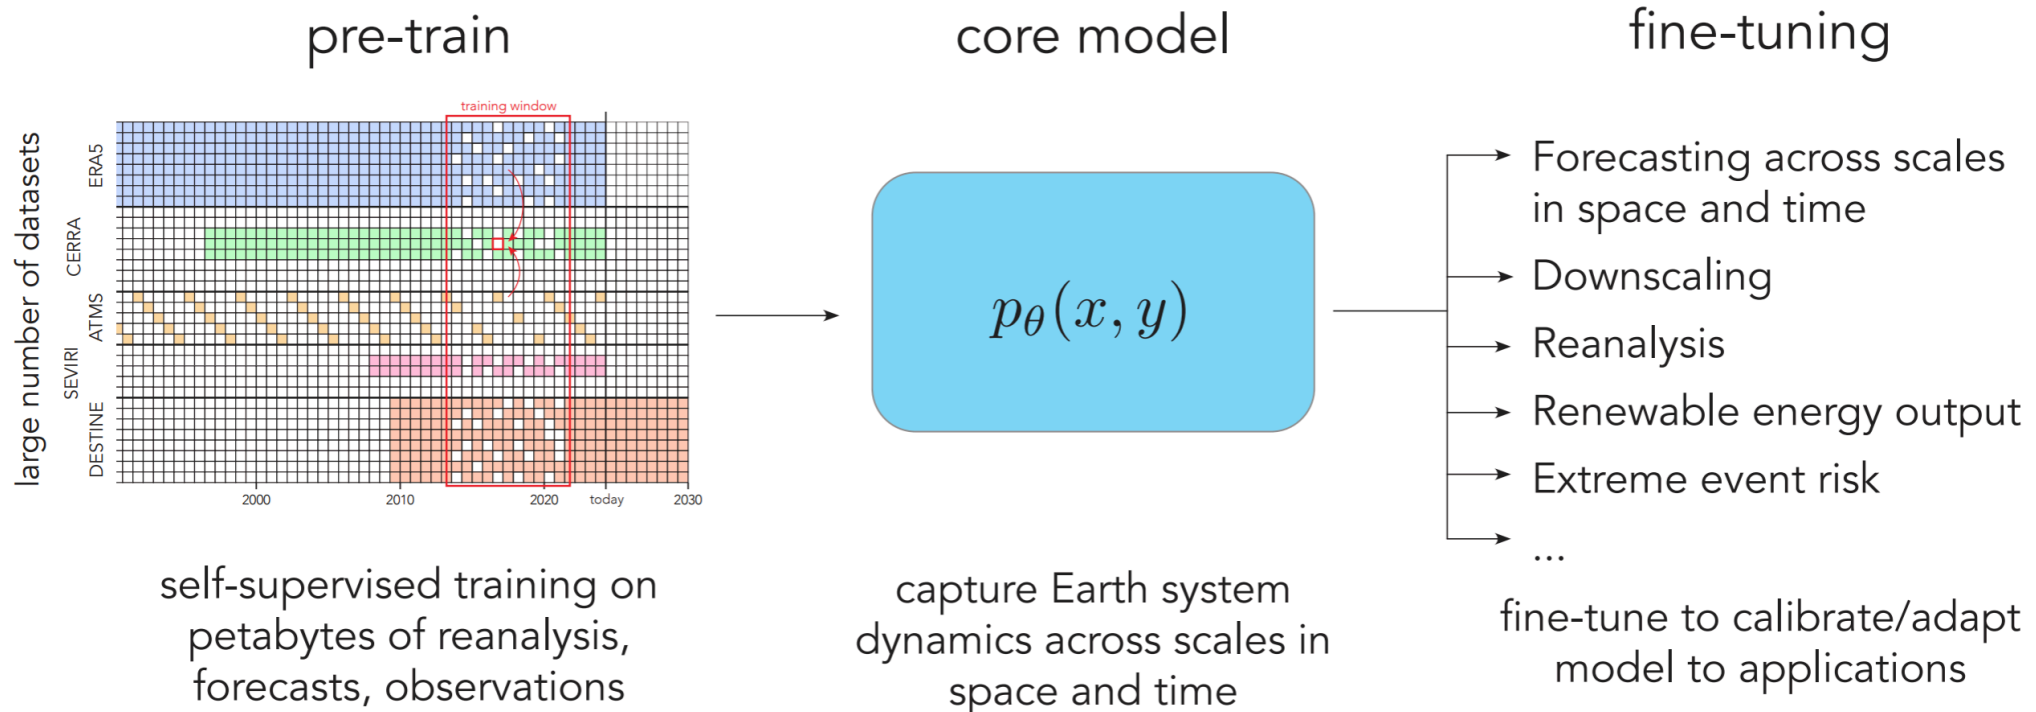 pre-train
core model
fine-tuning
training window
large number of datasets
ERA5
CERRA
ATMS
SEVIRI
DESTINE
2000
2010
2020
today
2030
self-supervised training on
petabytes of reanalysis,
forecasts, observations
pθ(x, y)
capture Earth system
dynamics across scales in
space and time
Forecasting across scales
in space and time
Downscaling
Reanalysis
Renewable energy output
Extreme event risk
...
fine-tune to calibrate/adapt
model to applications